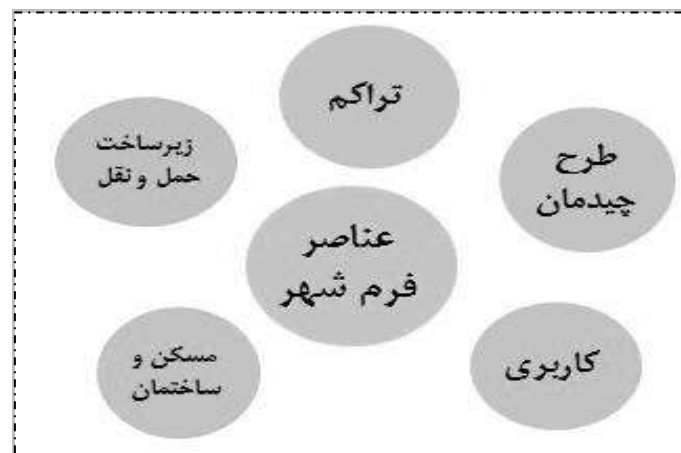 تراکم
زیرساخت
حمل و نقل
طرح
چیدمان
عناصر
فرم شهر
مسکن و
ساختمان
کاربری